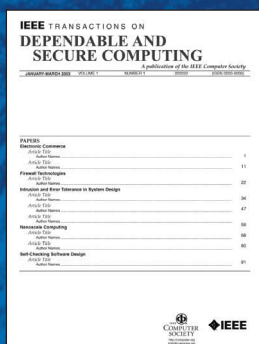 IEEE TRANSACTIONS ON
DEPENDABLE AND
SECURE COMPUTING
A publication of the IEEE Computer Society
JANUARY-MARCH 2003 VOLUME 1 NUMBER 1
PAPERS
Electronic Commerce
Article Title
Author Names 1
Article Title
Author Names 11
Firewall Technologies
Article Title
Author Names 22
Intrusion and Error Tolerance in System Design
Article Title
Author Names 34
Article Title
Author Names 47
Article Title
Author Names 58
Nanoscale Computing
Article Title
Author Names 68
Article Title
Author Names 80
Self-Checking Software Design
Article Title
Author Names 91
COMPUTER
SOCIETY
IEEE